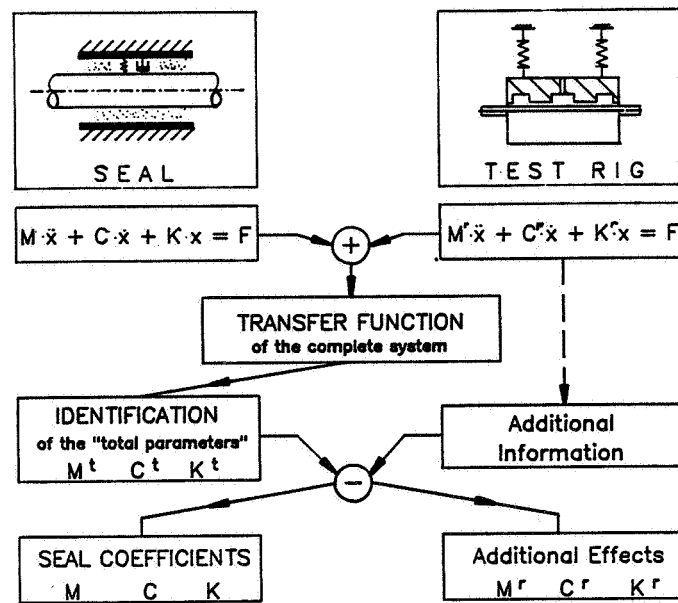 SEAL
TEST RIG
M·ẍ + C·ẋ + K·x = F
Mʳ·ẍ + Cʳ·ẋ + Kʳ·x = F
+
TRANSFER FUNCTION
of the complete system
IDENTIFICATION
of the "total parameters"
Mᵗ Cᵗ Kᵗ
Additional
Information
−
SEAL COEFFICIENTS
M C K
Additional Effects
Mʳ Cʳ Kʳ